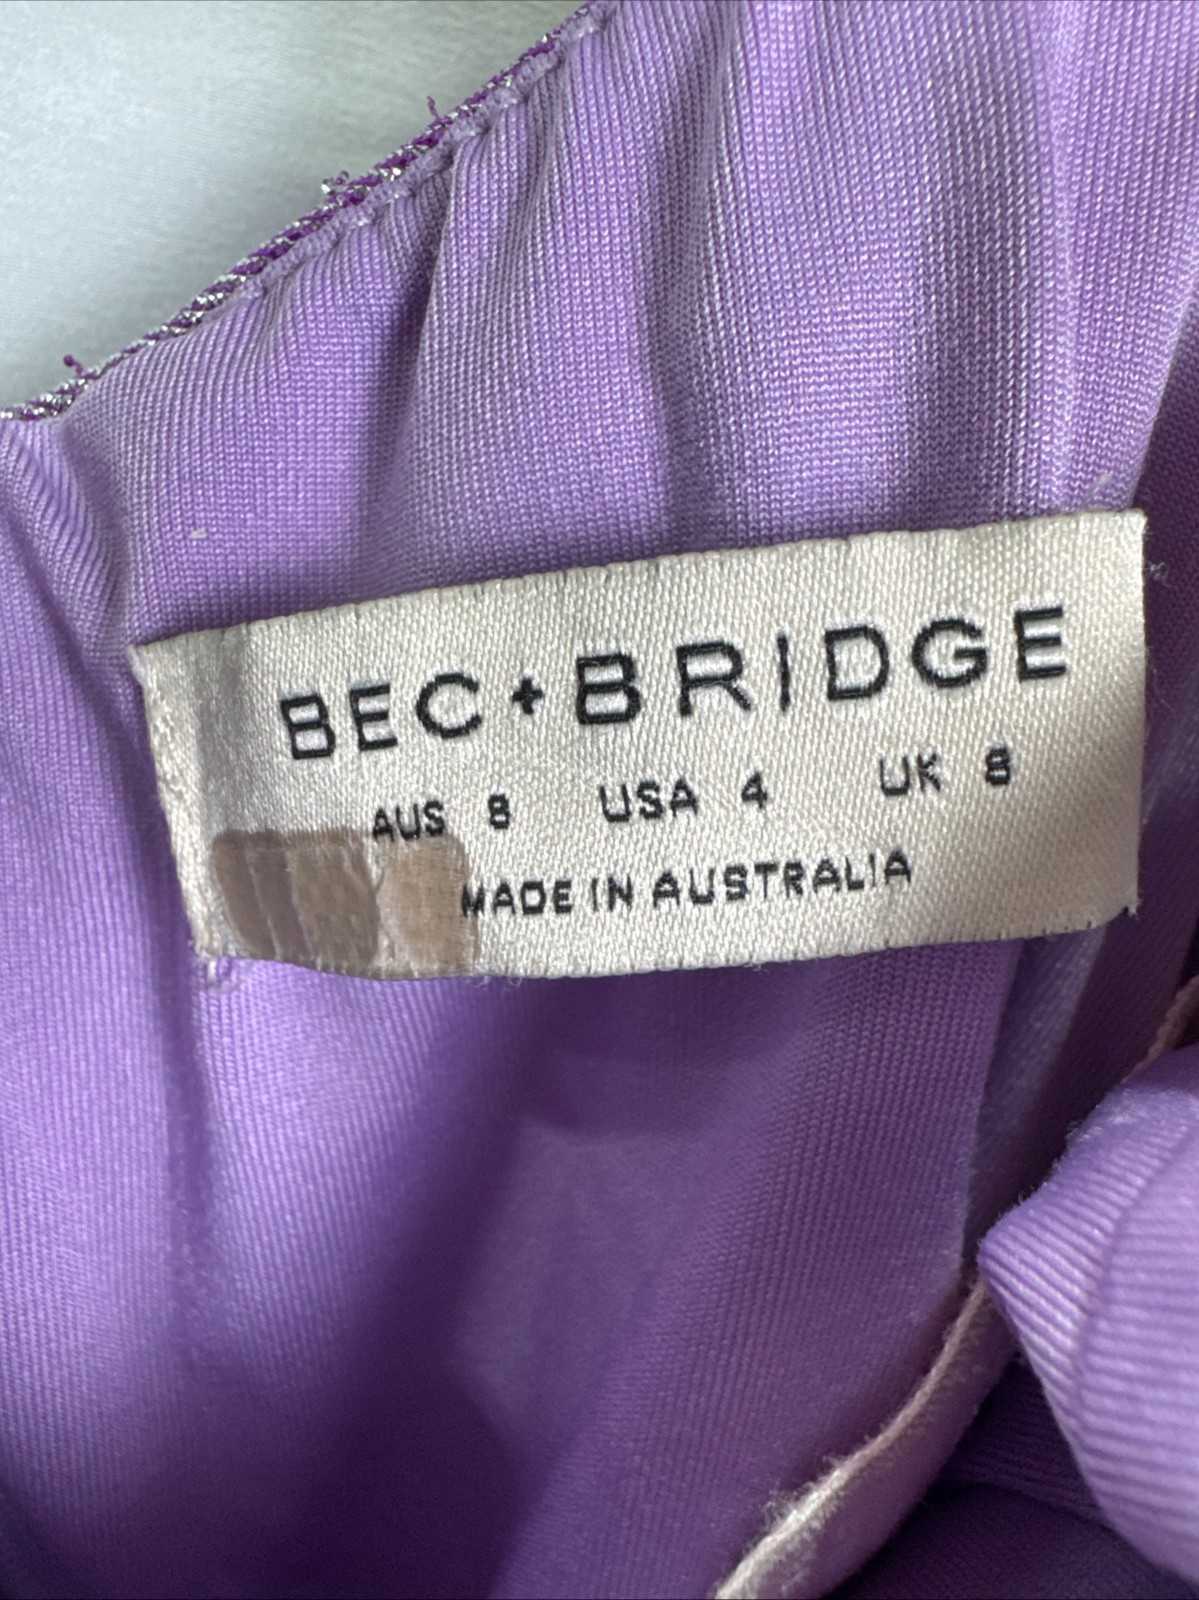 BEC+BRIDGE
AUS 8 USA 4 UK 8
MADE IN AUSTRALIA